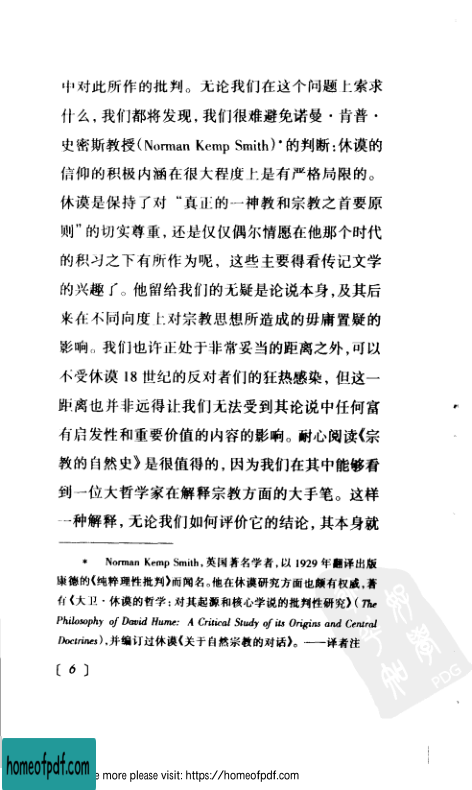 中对此所作的批判。无论我们在这个问题上索求
什么,我们都将发现,我们很难避免诺曼·肯普·
史密斯教授(Norman Kemp Smith)*的判断:休谟的
信仰的积极内涵在很大程度上是有严格局限的。
休谟是保持了对“真正的一神教和宗教之首要原
则”的切实尊重,还是仅仅偶尔情愿在他那个时代
的积习之下有所作为呢,这些主要得看传记文学
的兴趣了。他留给我们的无疑是论说本身,及其后
来在不同向度上对宗教思想所造成的毋庸置疑的
影响。我们也许正处于非常妥当的距离之外,可以
不受休谟18世纪的反对者们的狂热感染,但这一
距离也并非远得让我们无法受到其论说中任何富
有启发性和重要价值的内容的影响。耐心阅读《宗
教的自然史》是很值得的,因为我们在其中能够看
到一位大哲学家在解释宗教方面的大手笔。这样
一种解释,无论我们如何评价它的结论,其本身就
* Norman Kemp Smith,英国著名学者,以1929年翻译出版
康德的《纯粹理性批判》而闻名。他在休谟研究方面也颇有权威,著
有《大卫·休谟的哲学:对其起源和核心学说的批判性研究》(The
Philosophy of David Hume: A Critical Study of its Origins and Central
Doctrines),并编订过休谟《关于自然宗教的对话》。——译者注
[ 6 ]
PDG
homeofpdf.com
e more please visit: https://homeofpdf.com